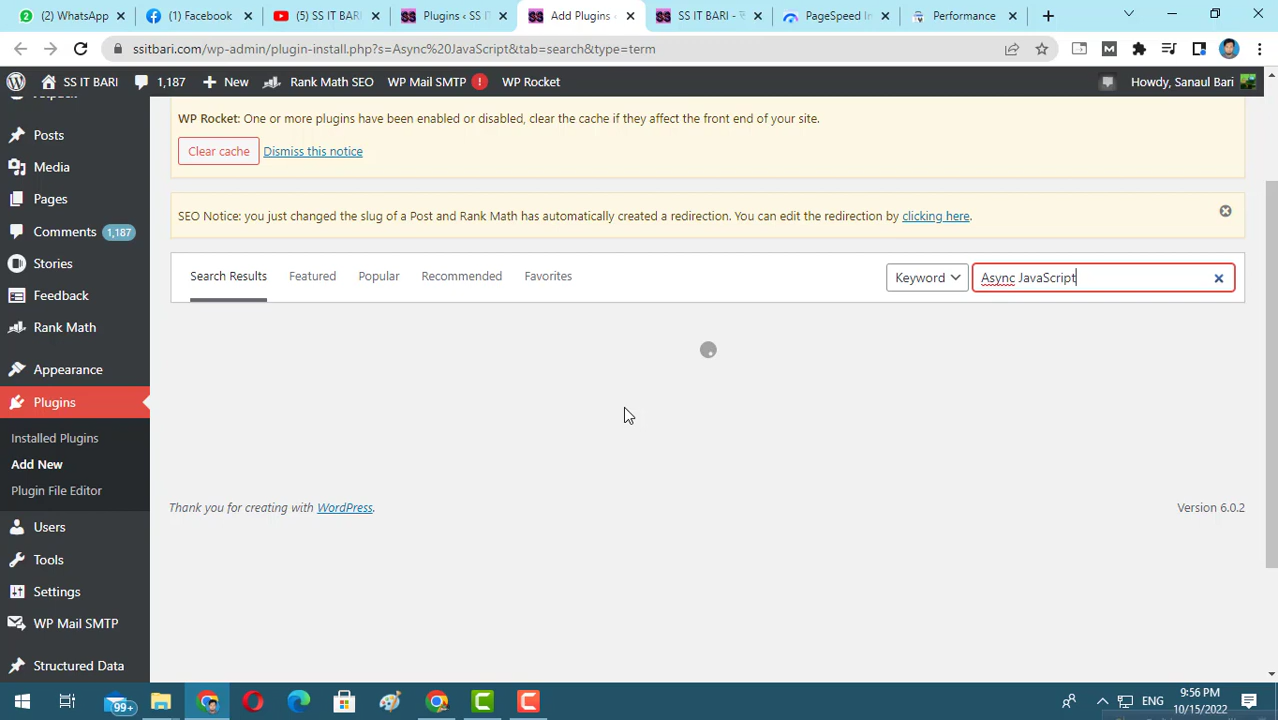 (2) WhatsApp
(1) Facebook
(5) SS IT BARI
Plugins ‹ SS IT
Add Plugins
SS IT BARI -
PageSpeed In
Performance
ssitbari.com/wp-admin/plugin-install.php?s=Async%20JavaScript&tab=search&type=term
SS IT BARI
1,187
New
Rank Math SEO
WP Mail SMTP
WP Rocket
Howdy, Sanaul Bari
WP Rocket: One or more plugins have been enabled or disabled, clear the cache if they affect the front end of your site.
Clear cache
Dismiss this notice
SEO Notice: you just changed the slug of a Post and Rank Math has automatically created a redirection. You can edit the redirection by clicking here.
Search Results
Featured
Popular
Recommended
Favorites
Keyword
Async JavaScript
Posts
Media
Pages
Comments 1,187
Stories
Feedback
Rank Math
Appearance
Plugins
Installed Plugins
Add New
Plugin File Editor
Users
Tools
Settings
WP Mail SMTP
Structured Data
Thank you for creating with WordPress.
Version 6.0.2
99+
ENG
9:56 PM
10/15/2022